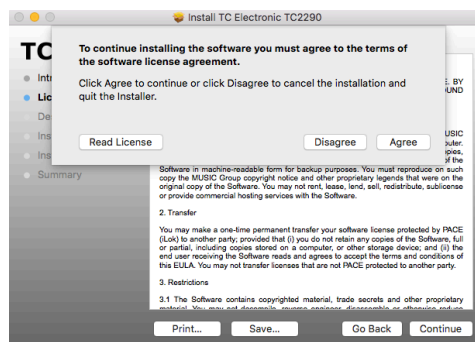 Install TC Electronic TC2290
TC
To continue installing the software you must agree to the terms of
the software license agreement.
Click Agree to continue or click Disagree to cancel the installation and
quit the Installer.
Read License
Disagree
Agree
Summary
Software in machine-readable form for backup purposes. You must reproduce on such
copy the MUSIC Group copyright notice and other proprietary legends that were on the
original copy of the Software. You may not rent, lease, lend, sell, redistribute, sublicense
or provide commercial hosting services with the Software.
2. Transfer
You may make a one-time permanent transfer your software license protected by PACE
(iLok) to another party; provided that (i) you do not retain any copies of the Software, full
or partial, including copies stored on a computer, or other storage device; and (ii) the
end user receiving the Software reads and agrees to accept the terms and conditions of
this EULA. You may not transfer licenses that are not PACE protected to another party.
3. Restrictions
3.1 The Software contains copyrighted material, trade secrets and other proprietary
Print...
Save...
Go Back
Continue